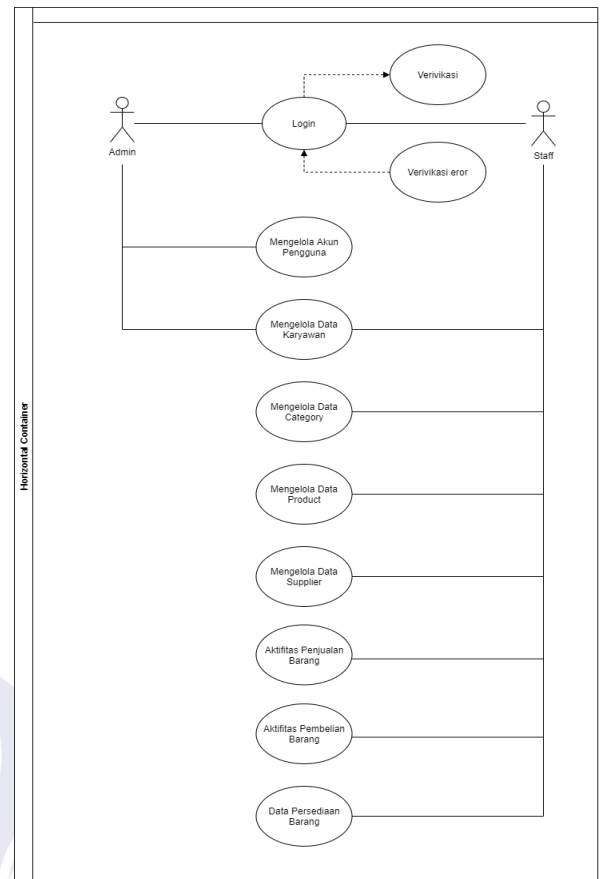 Verivikasi
Login
Admin
Staff
Verivikasi eror
Mengelola Akun
Pengguna
Mengelola Data
Karyawan
Mengelola Data
Category
Mengelola Data
Product
Mengelola Data
Supplier
Aktifitas Penjualan
Barang
Aktifitas Pembelian
Barang
Data Persediaan
Barang
Horizontal Container